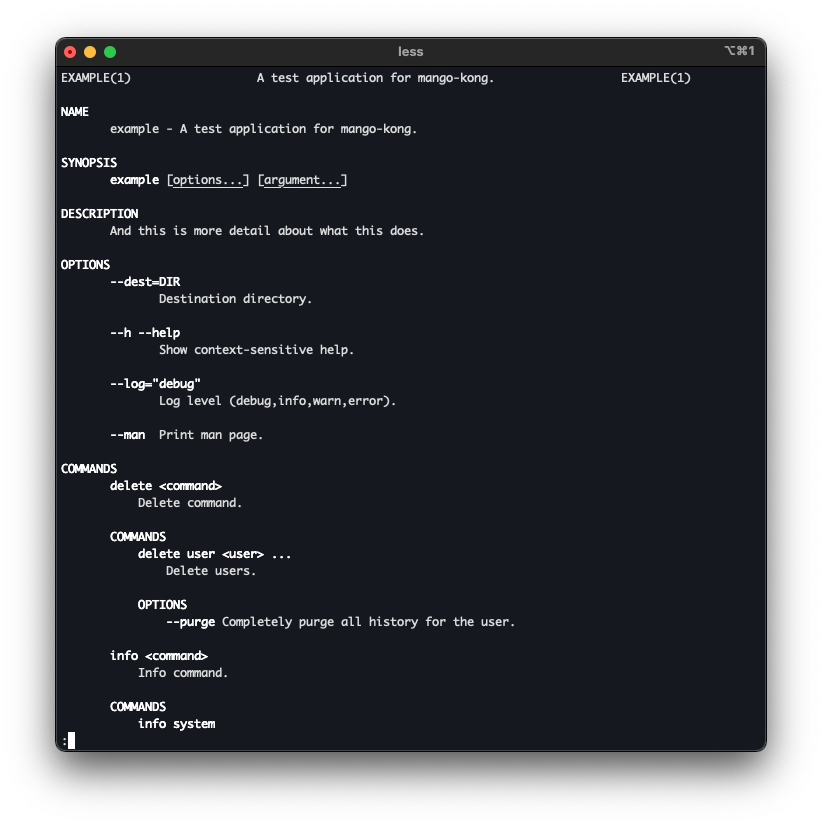 less
⌥⌘1
EXAMPLE(1) A test application for mango-kong. EXAMPLE(1)
NAME
example - A test application for mango-kong.
SYNOPSIS
example [options...] [argument...]
DESCRIPTION
And this is more detail about what this does.
OPTIONS
--dest=DIR
Destination directory.
--h --help
Show context-sensitive help.
--log="debug"
Log level (debug,info,warn,error).
--man Print man page.
COMMANDS
delete <command>
Delete command.
COMMANDS
delete user <user> ...
Delete users.
OPTIONS
--purge Completely purge all history for the user.
info <command>
Info command.
COMMANDS
info system
: